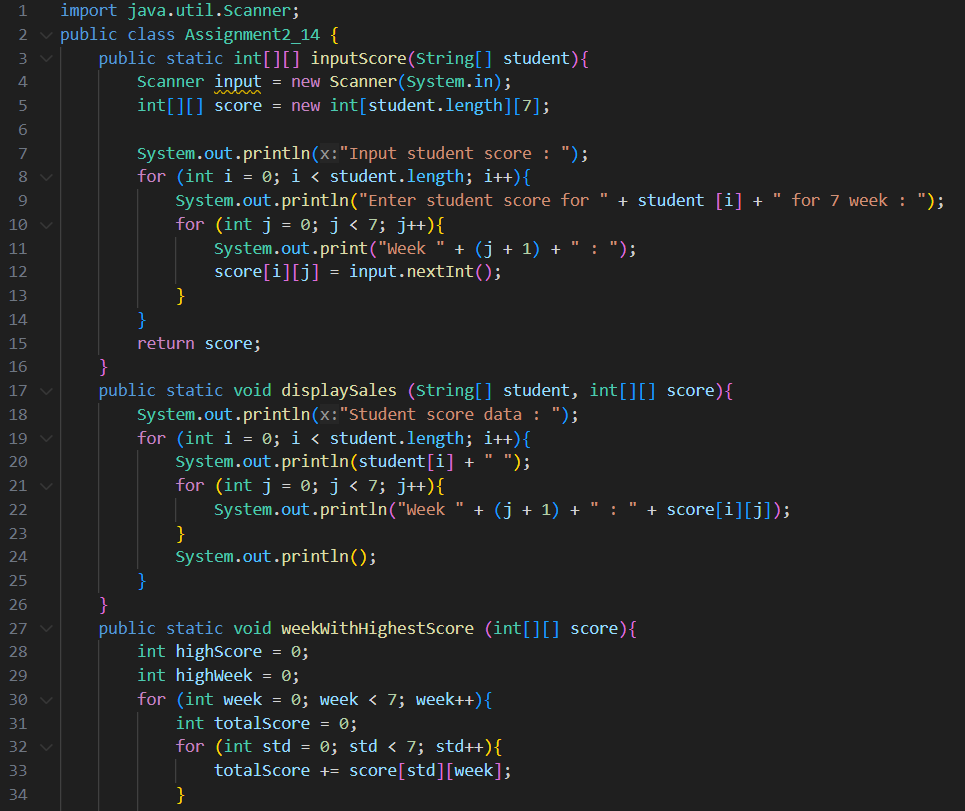 1 import java.util.Scanner;
2 public class Assignment2_14 {
3 public static int[][] inputScore(String[] student){
4 Scanner input = new Scanner(System.in);
5 int[][] score = new int[student.length][7];
6
7 System.out.println(x:"Input student score : ");
8 for (int i = 0; i < student.length; i++){
9 System.out.println("Enter student score for " + student [i] + " for 7 week : ");
10 for (int j = 0; j < 7; j++){
11 System.out.print("Week " + (j + 1) + " : ");
12 score[i][j] = input.nextInt();
13 }
14 }
15 return score;
16 }
17 public static void displaySales (String[] student, int[][] score){
18 System.out.println(x:"Student score data : ");
19 for (int i = 0; i < student.length; i++){
20 System.out.println(student[i] + " ");
21 for (int j = 0; j < 7; j++){
22 System.out.println("Week " + (j + 1) + " : " + score[i][j]);
23 }
24 System.out.println();
25 }
26 }
27 public static void weekWithHighestScore (int[][] score){
28 int highScore = 0;
29 int highWeek = 0;
30 for (int week = 0; week < 7; week++){
31 int totalScore = 0;
32 for (int std = 0; std < 7; std++){
33 totalScore += score[std][week];
34 }